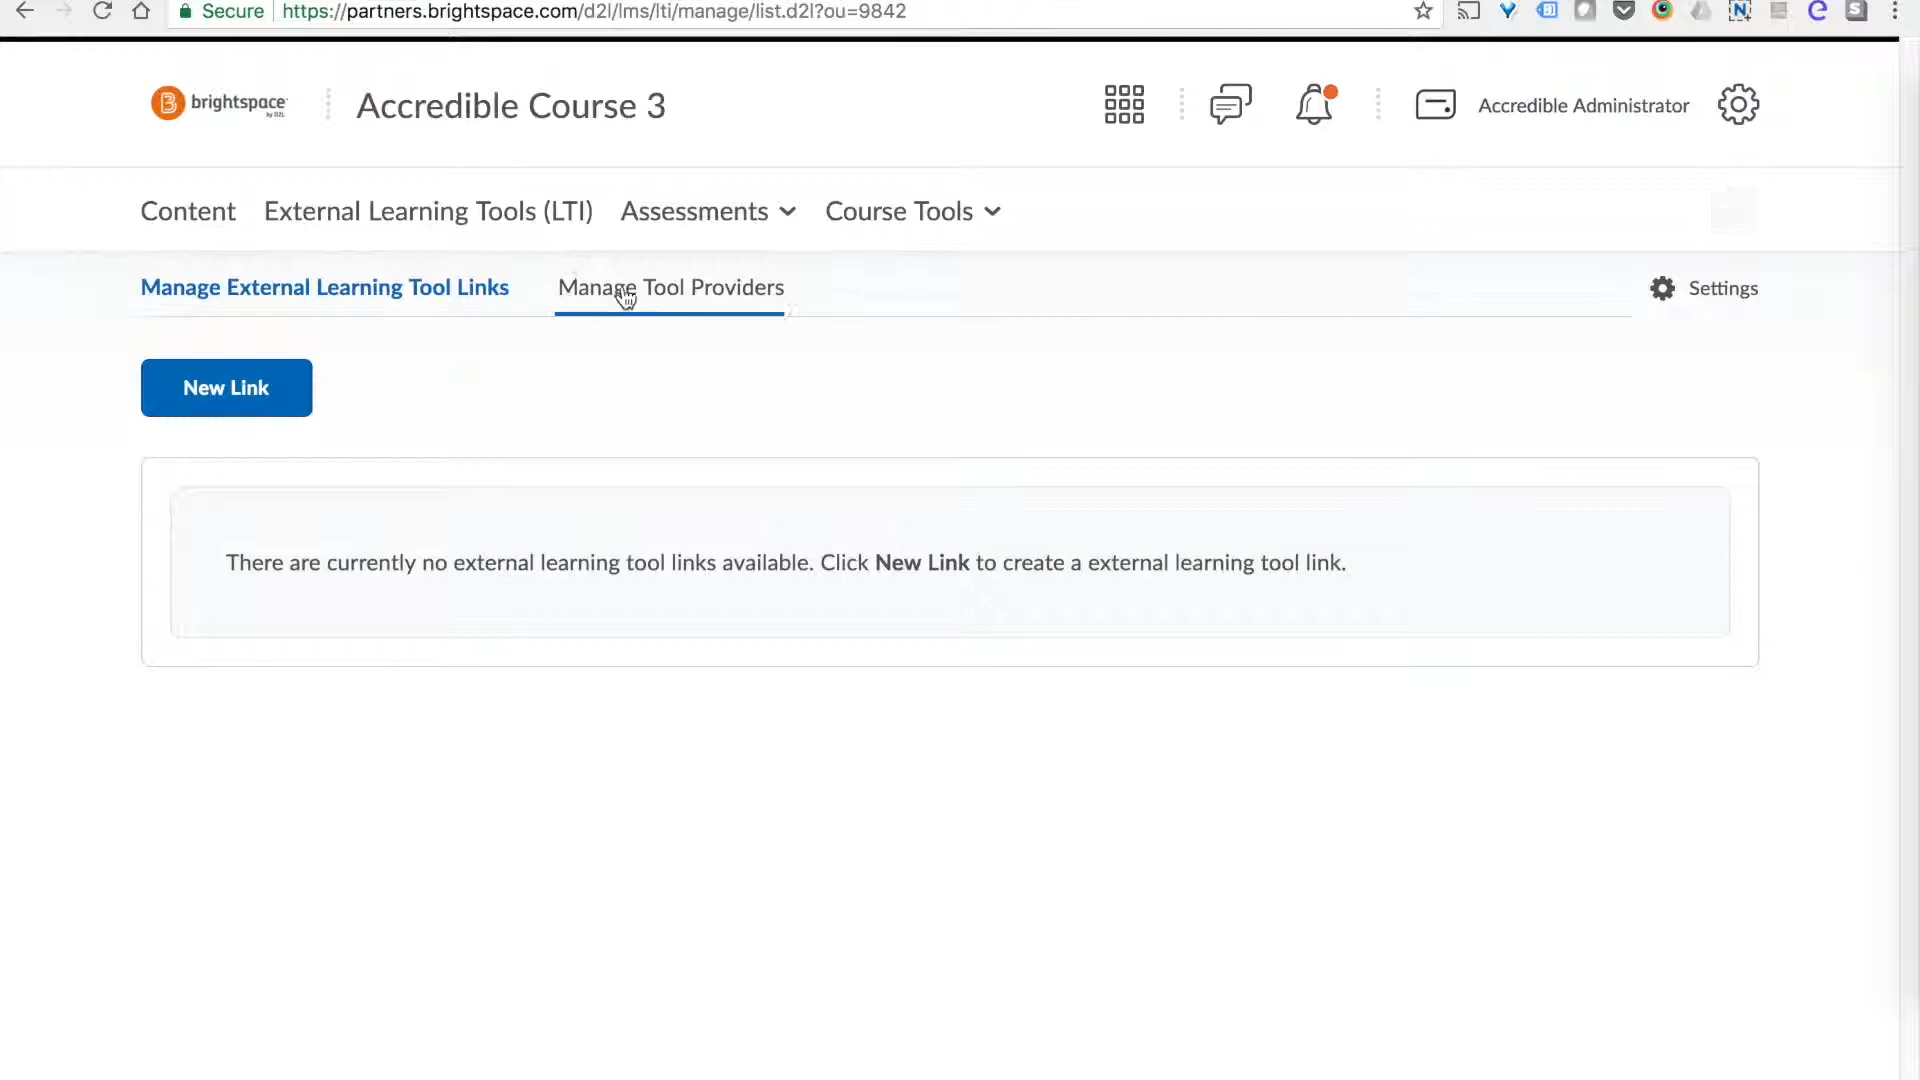 Secure https://partners.brightspace.com/d2l/lms/lti/manage/list.d2l?ou=9842
brightspace by D2L Accredible Course 3 Accredible Administrator
Content External Learning Tools (LTI) Assessments Course Tools
Manage External Learning Tool Links Manage Tool Providers Settings
New Link
There are currently no external learning tool links available. Click New Link to create a external learning tool link.